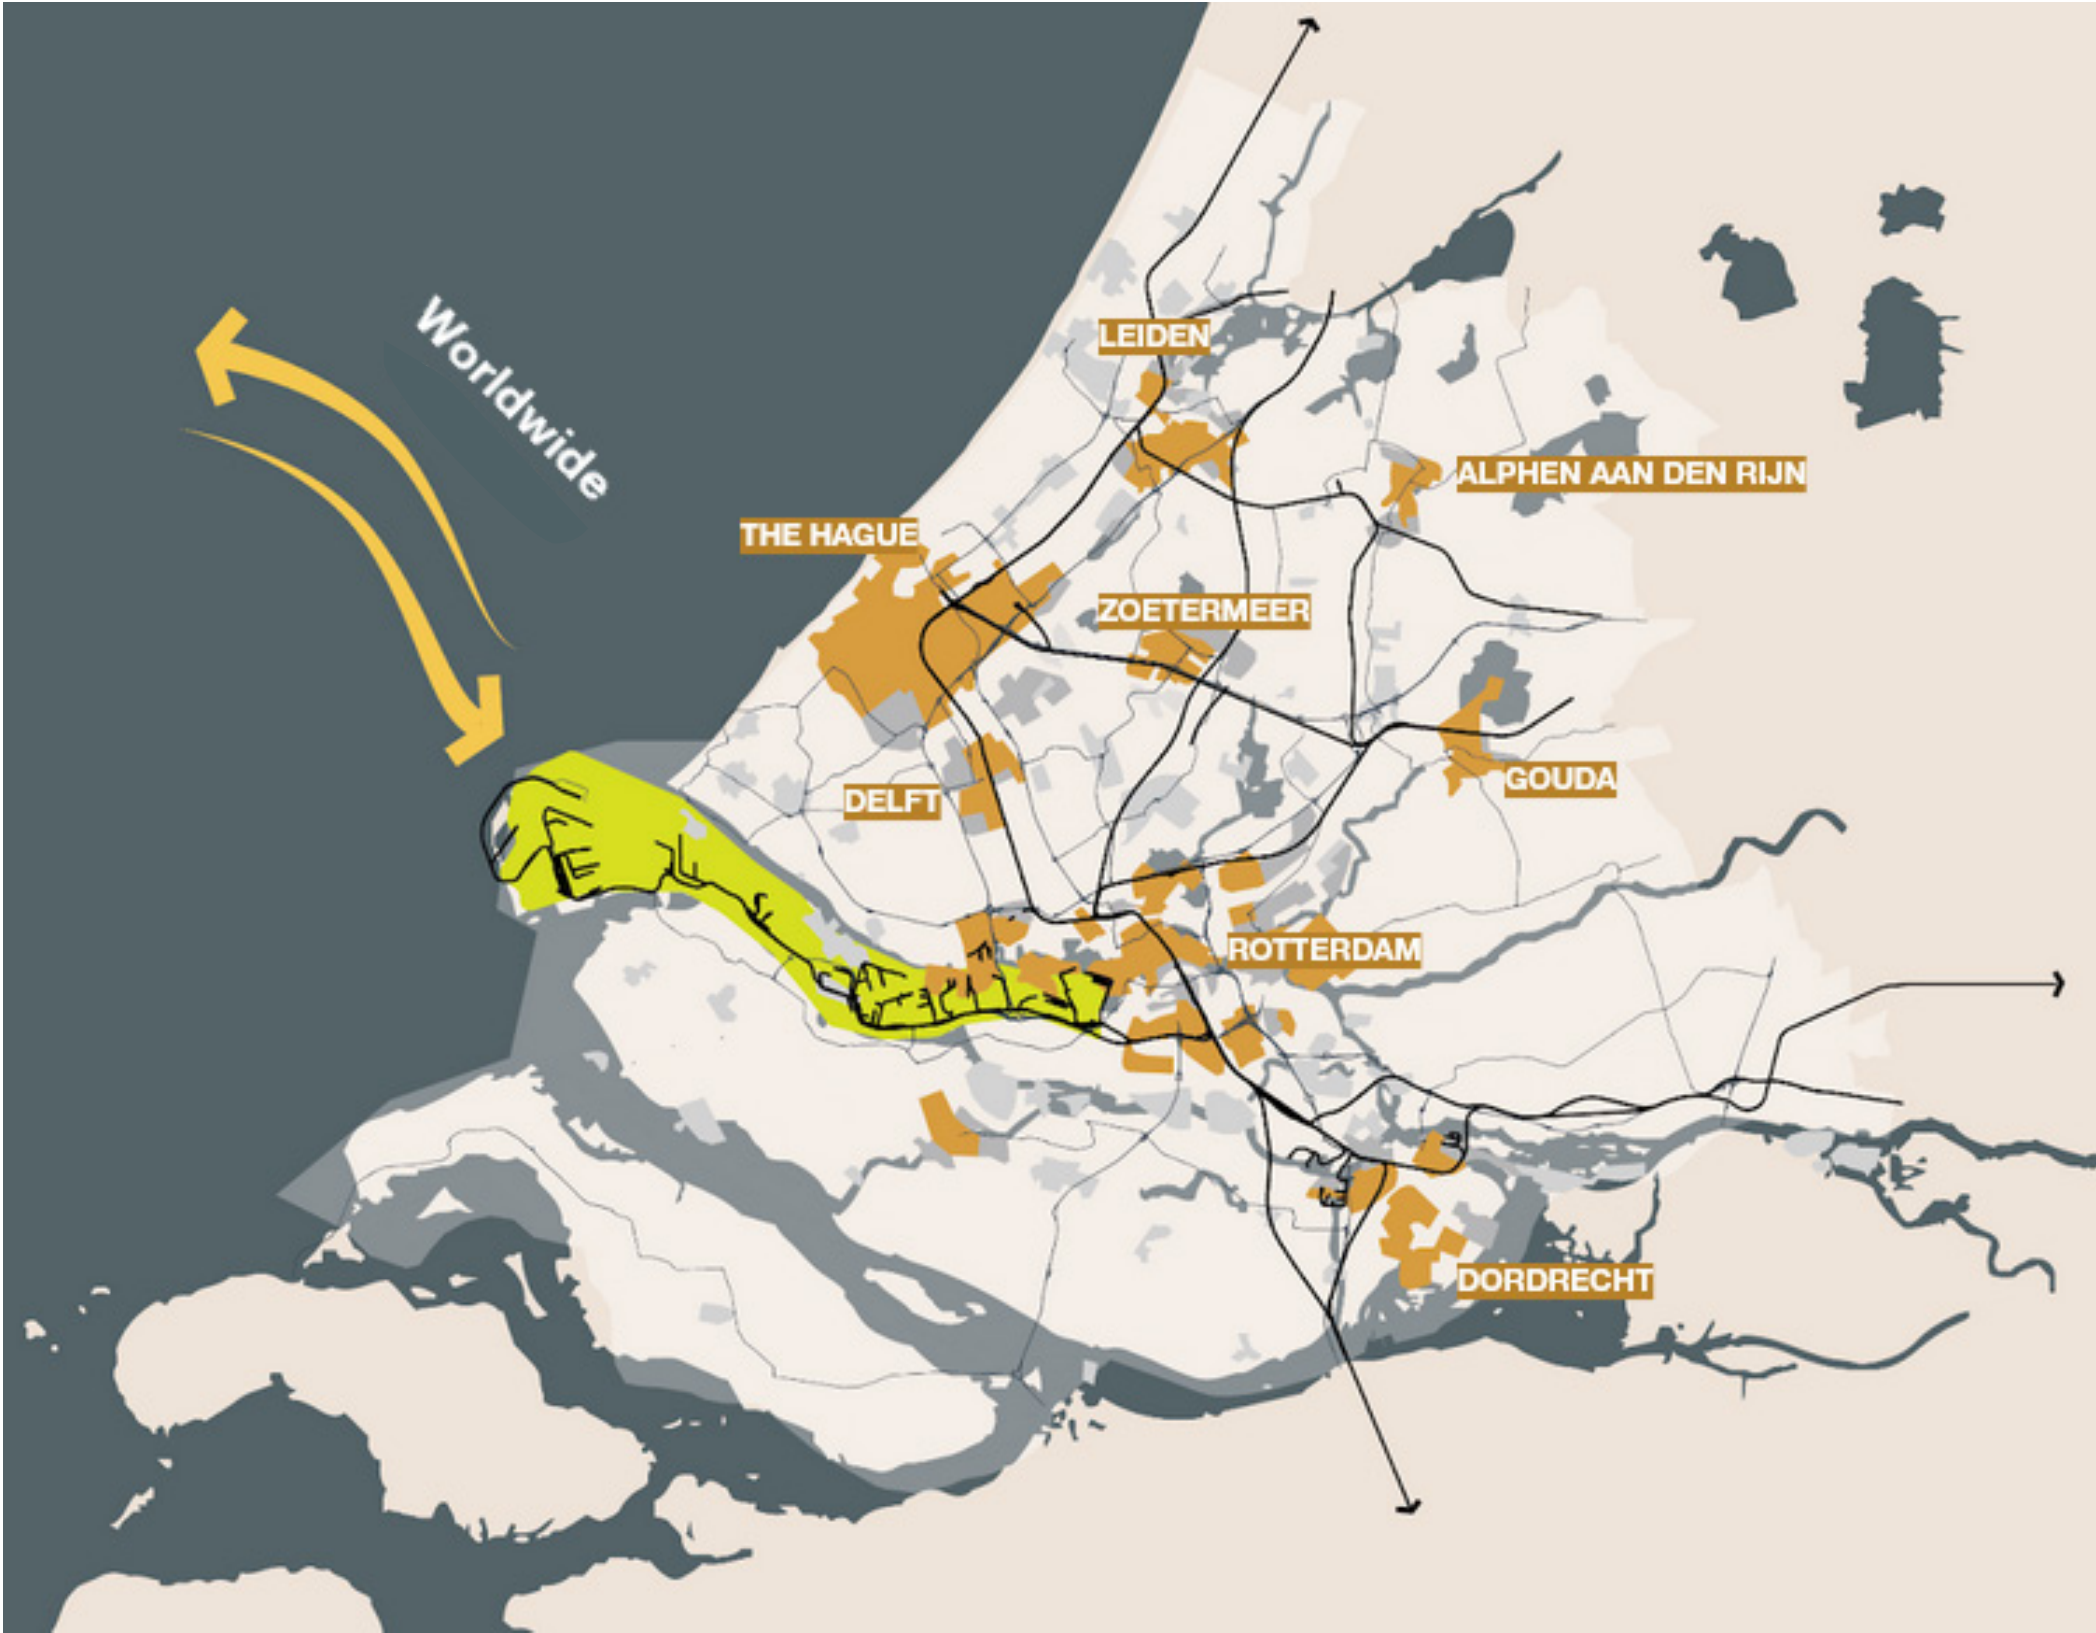 Worldwide
LEIDEN
ALPHEN AAN DEN RIJN
THE HAGUE
ZOETERMEER
GOUDA
DELFT
ROTTERDAM
DORDRECHT